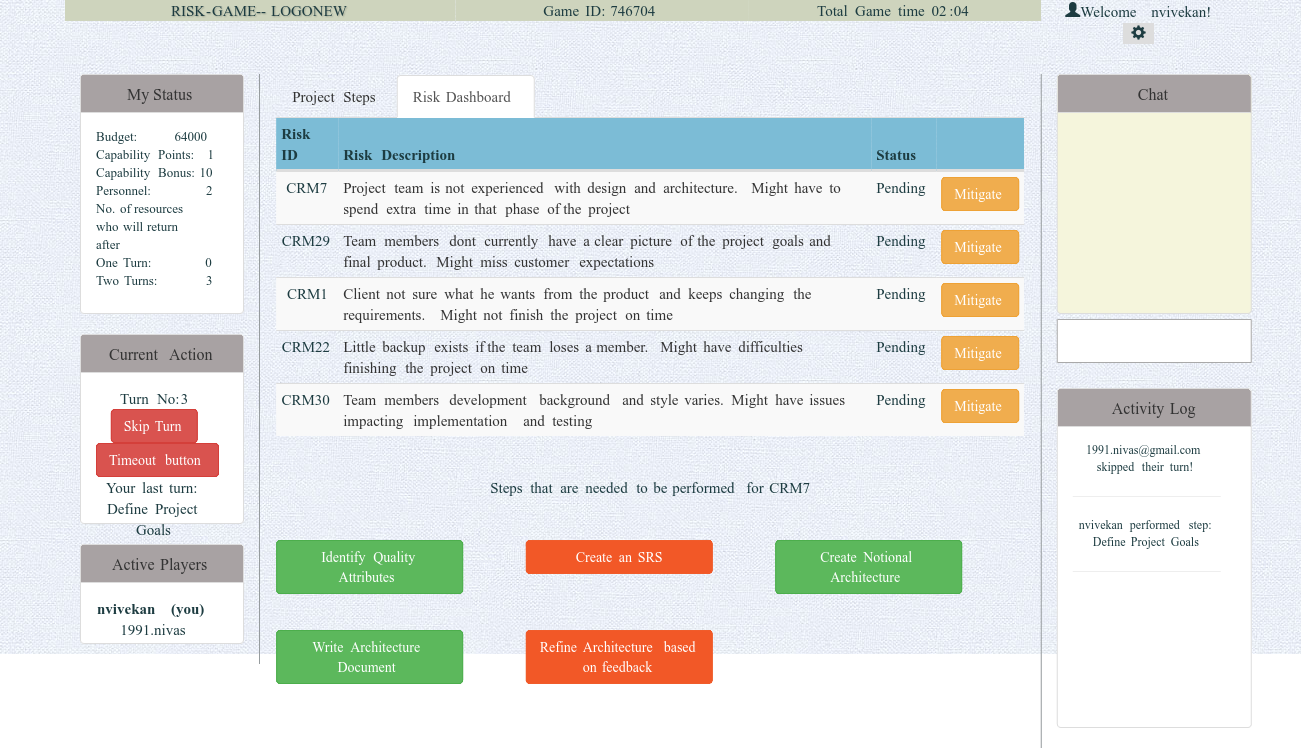 RISK-GAME-- LOGONEW
Game ID: 746704
Total Game time 02 :04
Welcome nvivekan!
My Status
Budget: 64000
Capability Points: 1
Capability Bonus: 10
Personnel: 2
No. of resources
who will return
after
One Turn: 0
Two Turns: 3
Current Action
Turn No:3
Skip Turn
Timeout button
Your last turn:
Define Project
Goals
Active Players
nvivekan (you)
1991.nivas
Project Steps
Risk Dashboard
Risk
ID
Risk Description
Status
CRM7
Project team is not experienced with design and architecture. Might have to
spend extra time in that phase of the project
Pending
Mitigate
CRM29
Team members dont currently have a clear picture of the project goals and
final product. Might miss customer expectations
Pending
Mitigate
CRM1
Client not sure what he wants from the product and keeps changing the
requirements. Might not finish the project on time
Pending
Mitigate
CRM22
Little backup exists if the team loses a member. Might have difficulties
finishing the project on time
Pending
Mitigate
CRM30
Team members development background and style varies. Might have issues
impacting implementation and testing
Pending
Mitigate
Steps that are needed to be performed for CRM7
Identify Quality
Attributes
Create an SRS
Create Notional
Architecture
Write Architecture
Document
Refine Architecture based
on feedback
Chat
Activity Log
1991.nivas@gmail.com
skipped their turn!
nvivekan performed step:
Define Project Goals